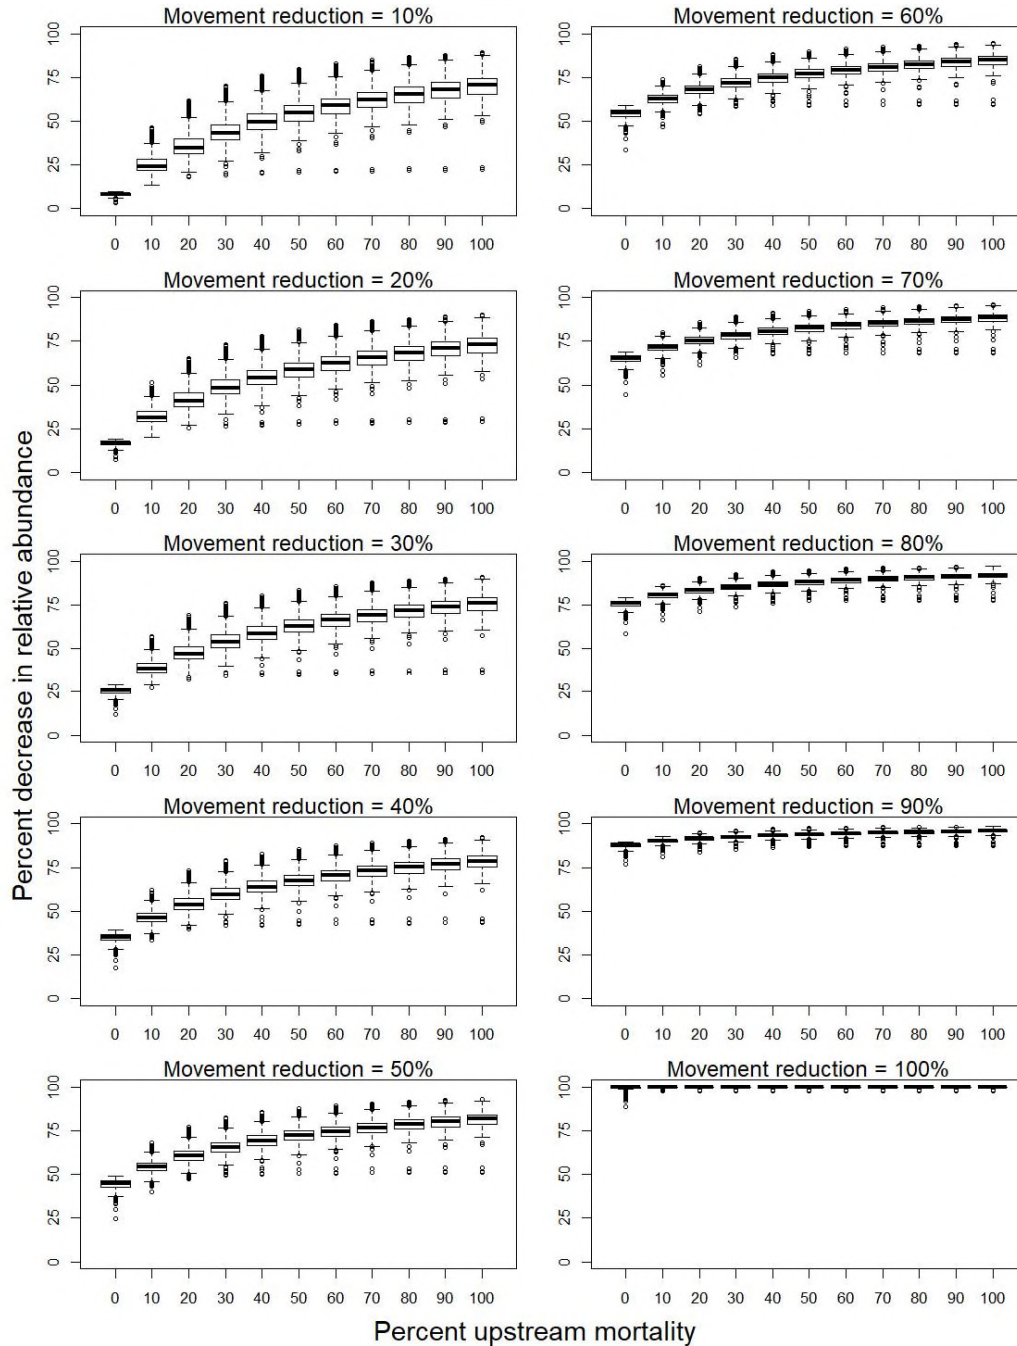 Percent decrease in relative abundance
Movement reduction = 10%
100
75
50
25
0
0 10 20 30 40 50 60 70 80 90 100
Movement reduction = 20%
100
75
50
25
0
0 10 20 30 40 50 60 70 80 90 100
Movement reduction = 30%
100
75
50
25
0
0 10 20 30 40 50 60 70 80 90 100
Movement reduction = 40%
100
75
50
25
0
0 10 20 30 40 50 60 70 80 90 100
Movement reduction = 50%
100
75
50
25
0
0 10 20 30 40 50 60 70 80 90 100
Movement reduction = 60%
100
75
50
25
0
0 10 20 30 40 50 60 70 80 90 100
Movement reduction = 70%
100
75
50
25
0
0 10 20 30 40 50 60 70 80 90 100
Movement reduction = 80%
100
75
50
25
0
0 10 20 30 40 50 60 70 80 90 100
Movement reduction = 90%
100
75
50
25
0
0 10 20 30 40 50 60 70 80 90 100
Movement reduction = 100%
100
75
50
25
0
0 10 20 30 40 50 60 70 80 90 100
Percent upstream mortality